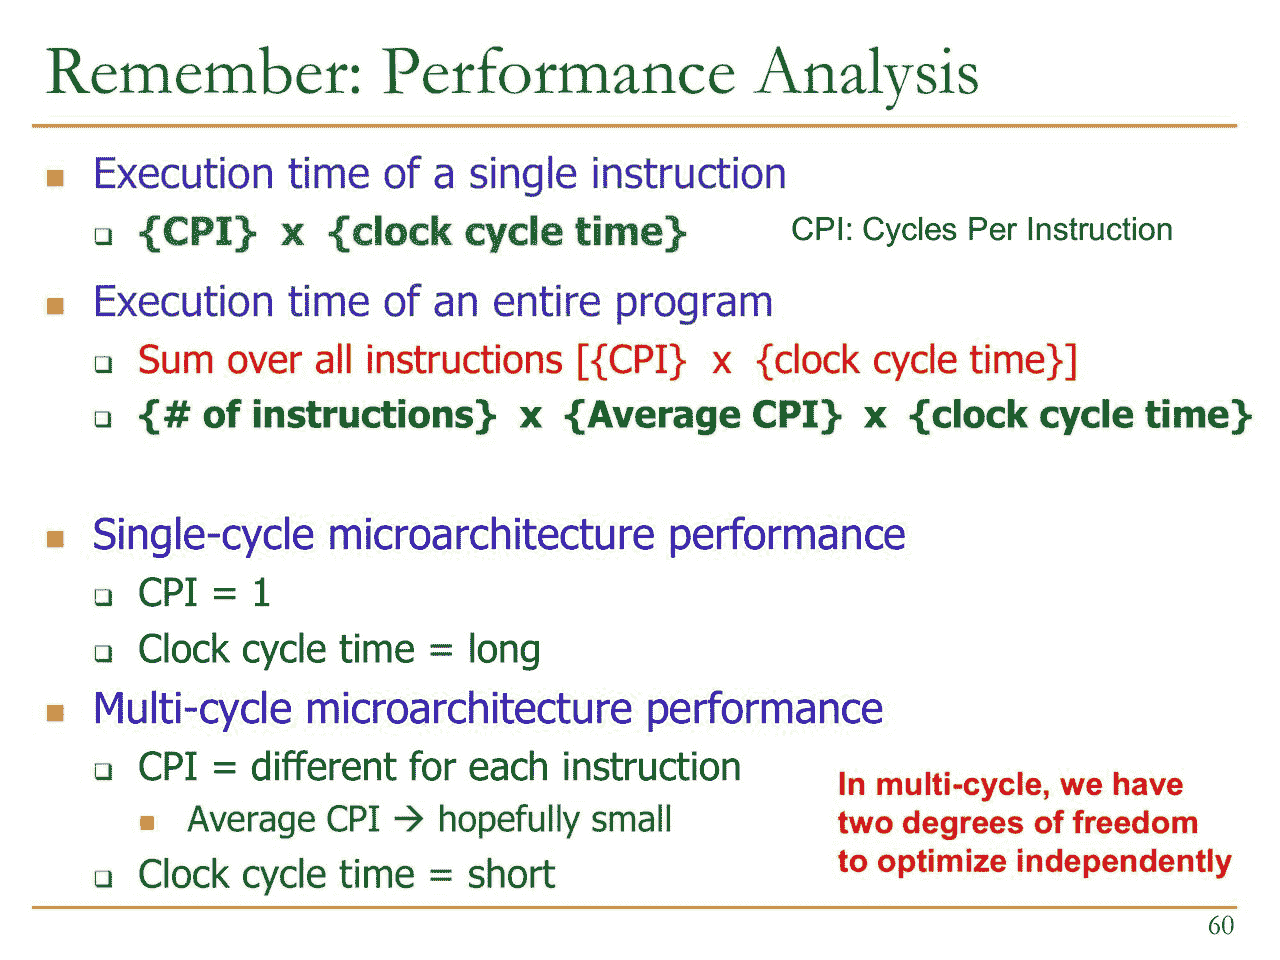 Remember: Performance Analysis
Execution time of a single instruction
{CPI} x {clock cycle time}
CPI: Cycles Per Instruction
Execution time of an entire program
Sum over all instructions [{CPI} x {clock cycle time}]
{# of instructions} x {Average CPI} x {clock cycle time}
Single-cycle microarchitecture performance
CPI = 1
Clock cycle time = long
Multi-cycle microarchitecture performance
CPI = different for each instruction
Average CPI → hopefully small
Clock cycle time = short
In multi-cycle, we have
two degrees of freedom
to optimize independently
60